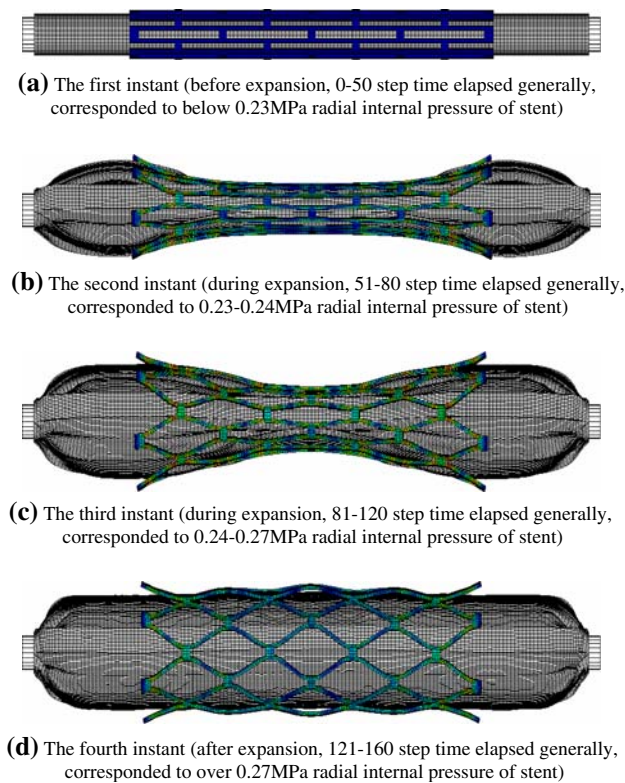 (a) The first instant (before expansion, 0-50 step time elapsed generally,
corresponded to below 0.23MPa radial internal pressure of stent)
(b) The second instant (during expansion, 51-80 step time elapsed generally,
corresponded to 0.23-0.24MPa radial internal pressure of stent)
(c) The third instant (during expansion, 81-120 step time elapsed generally,
corresponded to 0.24-0.27MPa radial internal pressure of stent)
(d) The fourth instant (after expansion, 121-160 step time elapsed generally,
corresponded to over 0.27MPa radial internal pressure of stent)